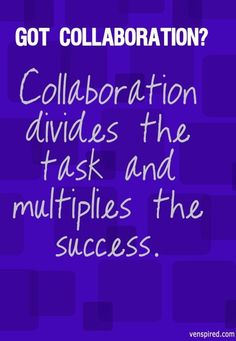 GOT COLLABORATION?
Collaboration
divides the
task and
multiplies the
success.
venspired.com